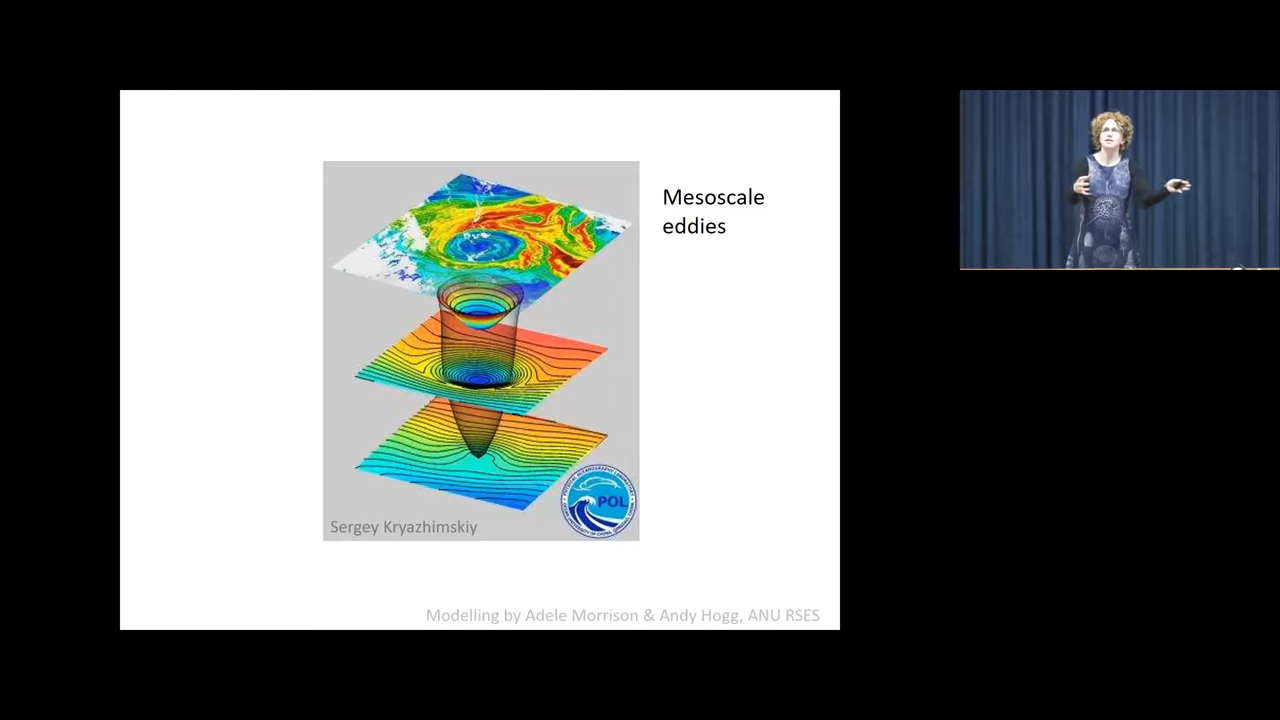 Mesoscale
eddies
POL
Sergey Kryazhimskiy
Modelling by Adele Morrison & Andy Hogg, ANU RSES